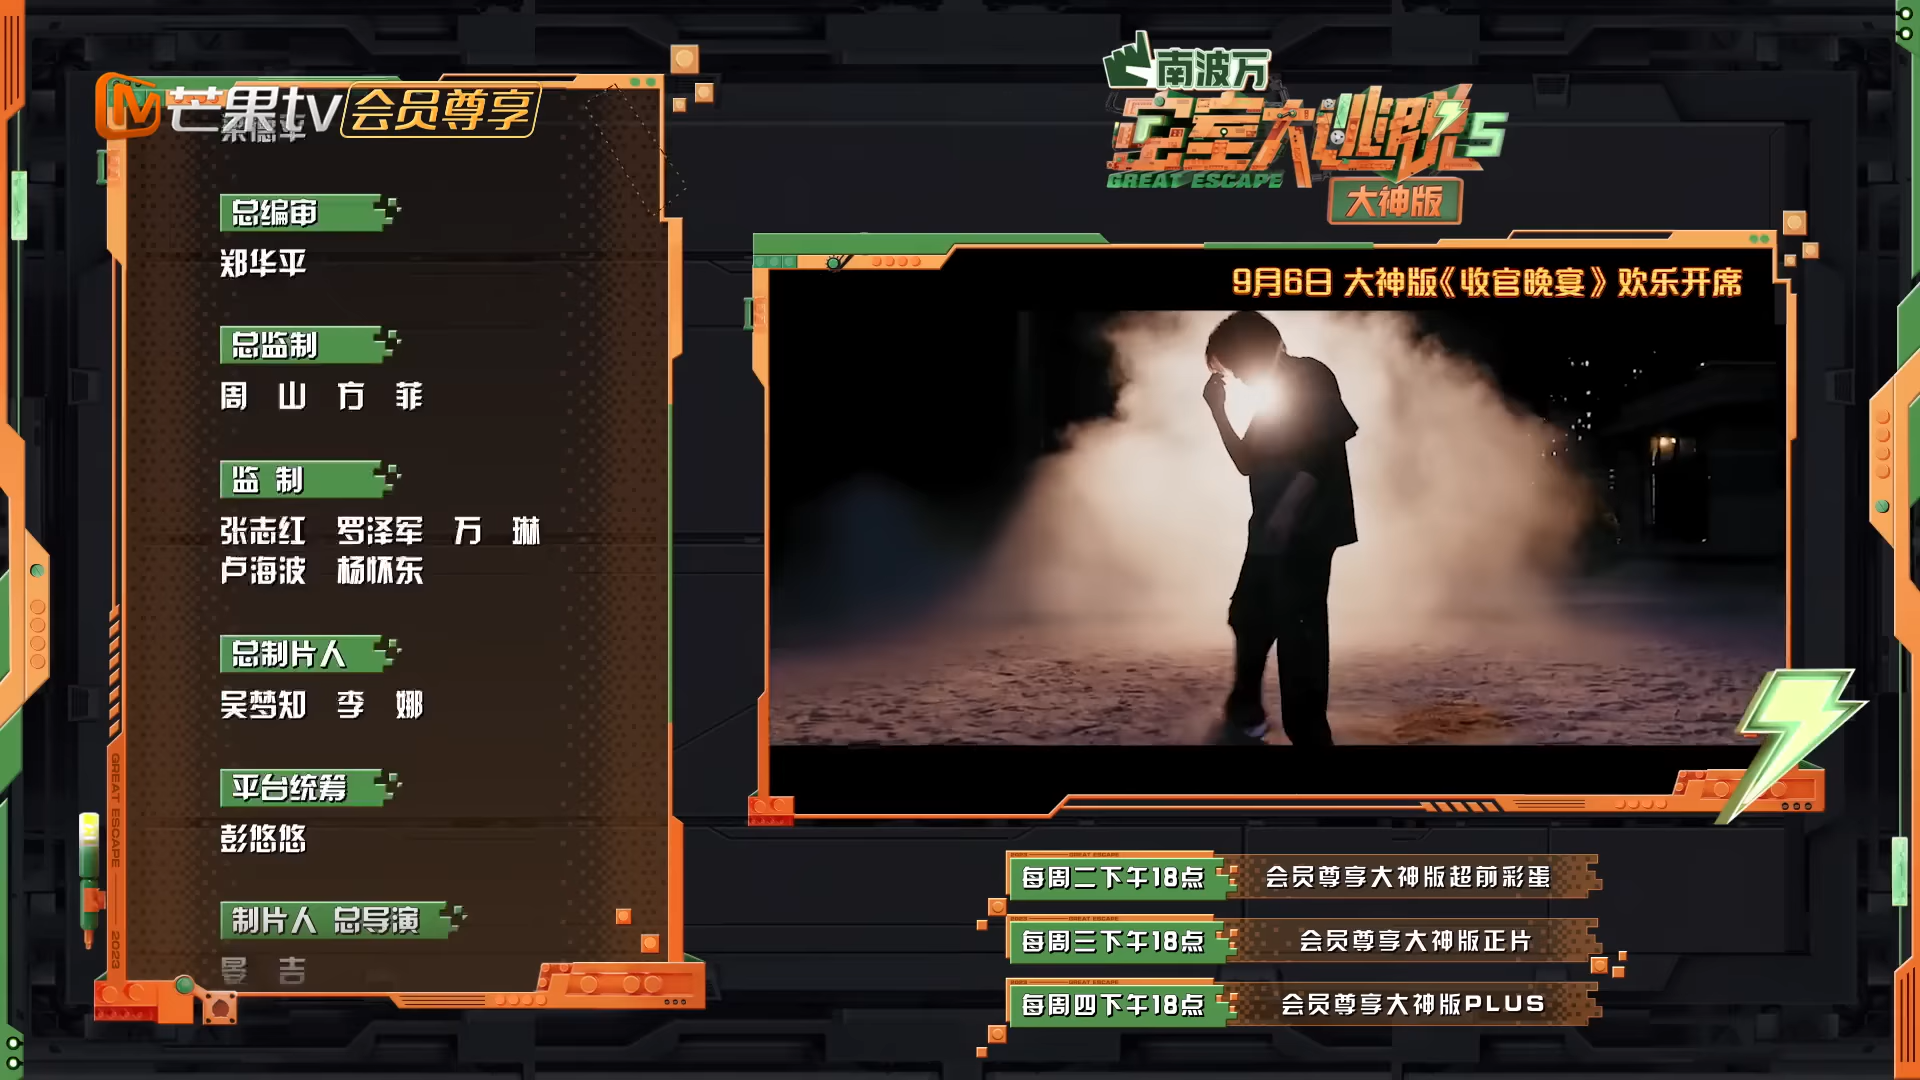 芒果tv 会员尊享
总编审
郑华平
总监制
周 山 方 菲
监 制
张志红 罗泽军 万 琳
卢海波 杨怀东
总制片人
吴梦知 李 娜
平台统筹
彭悠悠
制片人 总导演
晏 吉
GREAT ESCAPE 2023
南波万
密室大逃脱5
GREAT ESCAPE
大神版
9月6日 大神版《收官晚宴》欢乐开席
每周二下午18点 会员尊享大神版超前彩蛋
每周三下午18点 会员尊享大神版正片
每周四下午18点 会员尊享大神版PLUS